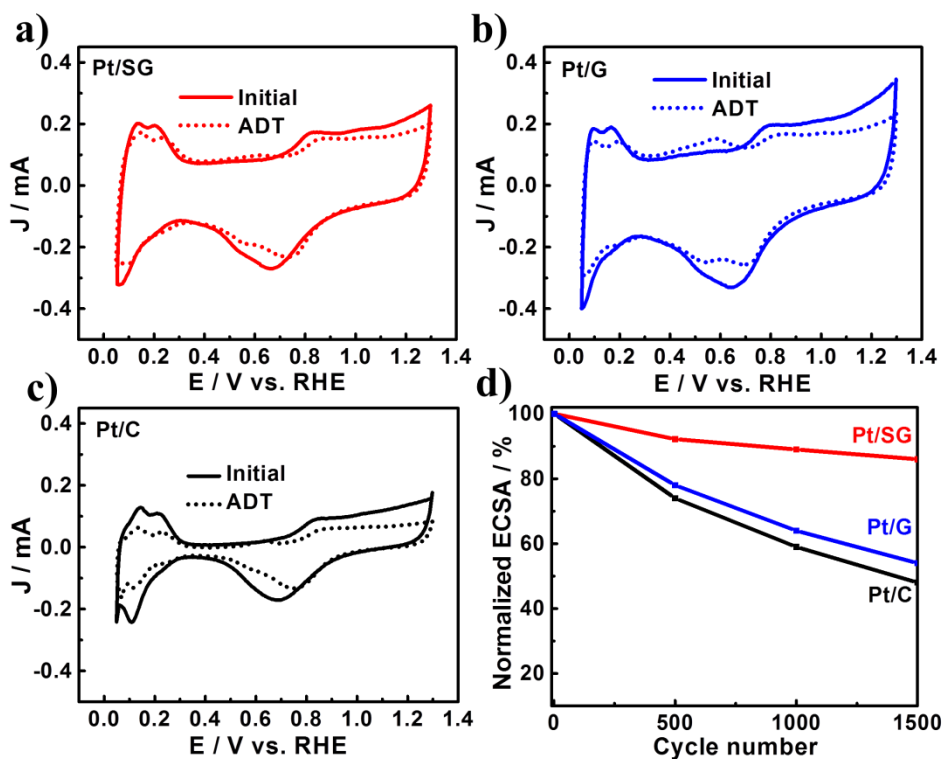 a)
Pt/SG
Initial
ADT
0.4
0.2
0.0
-0.2
-0.4
J / mA
0.0 0.2 0.4 0.6 0.8 1.0 1.2 1.4
E / V vs. RHE
b)
Pt/G
Initial
ADT
0.4
0.2
0.0
-0.2
-0.4
J / mA
0.0 0.2 0.4 0.6 0.8 1.0 1.2 1.4
E / V vs. RHE
c)
Pt/C
Initial
ADT
0.4
0.2
0.0
-0.2
-0.4
J / mA
0.0 0.2 0.4 0.6 0.8 1.0 1.2 1.4
E / V vs. RHE
d)
100
80
60
40
20
Normalized ECSA / %
Pt/SG
Pt/G
Pt/C
0 500 1000 1500
Cycle number